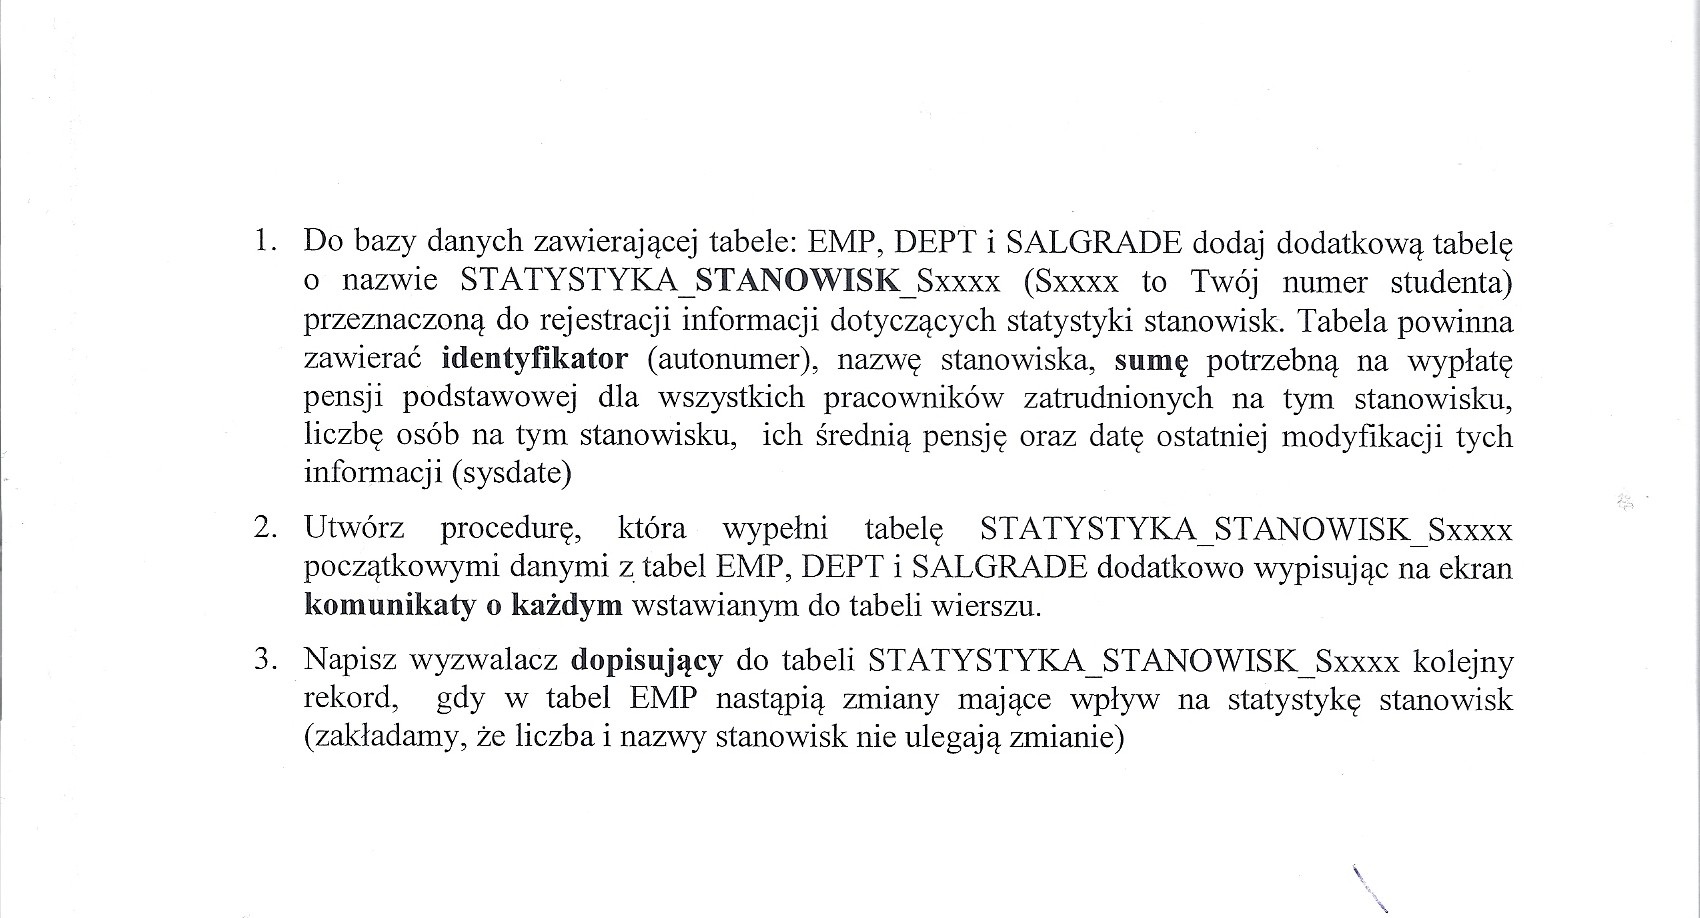 1. Do bazy danych zawierającej tabele: EMP, DEPT i SALGRADE dodaj dodatkową tabelę
o nazwie STATYSTYKA_STANOWISK_Sxxxx (Sxxxx to Twój numer studenta)
przeznaczoną do rejestracji informacji dotyczących statystyki stanowisk. Tabela powinna
zawierać identyfikator (autonumer), nazwę stanowiska, sumę potrzebną na wypłatę
pensji podstawowej dla wszystkich pracowników zatrudnionych na tym stanowisku,
liczbę osób na tym stanowisku, ich średnią pensję oraz datę ostatniej modyfikacji tych
informacji (sysdate)
2. Utwórz procedurę, która wypełni tabelę STATYSTYKA_STANOWISK_Sxxxx
początkowymi danymi z tabel EMP, DEPT i SALGRADE dodatkowo wypisując na ekran
komunikaty o każdym wstawianym do tabeli wierszu.
3. Napisz wyzwalacz dopisujący do tabeli STATYSTYKA_STANOWISK_Sxxxx kolejny
rekord, gdy w tabel EMP nastąpią zmiany mające wpływ na statystykę stanowisk
(zakładamy, że liczba i nazwy stanowisk nie ulegają zmianie)